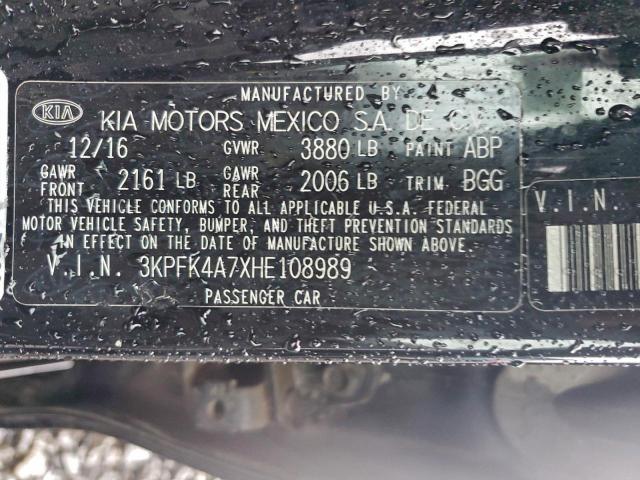 MANUFACTURED BY
KIA KIA MOTORS MEXICO S.A. DE C.V.
12/16 GVWR 3880 LB PAINT ABP
GAWR FRONT 2161 LB GAWR REAR 2006 LB TRIM BGG
THIS VEHICLE CONFORMS TO ALL APPLICABLE U.S.A. FEDERAL
MOTOR VEHICLE SAFETY, BUMPER, AND THEFT PREVENTION STANDARDS
IN EFFECT ON THE DATE OF MANUFACTURE SHOWN ABOVE.
V.I.N. 3KPFK4A7XHE108989
PASSENGER CAR
V.I.N.